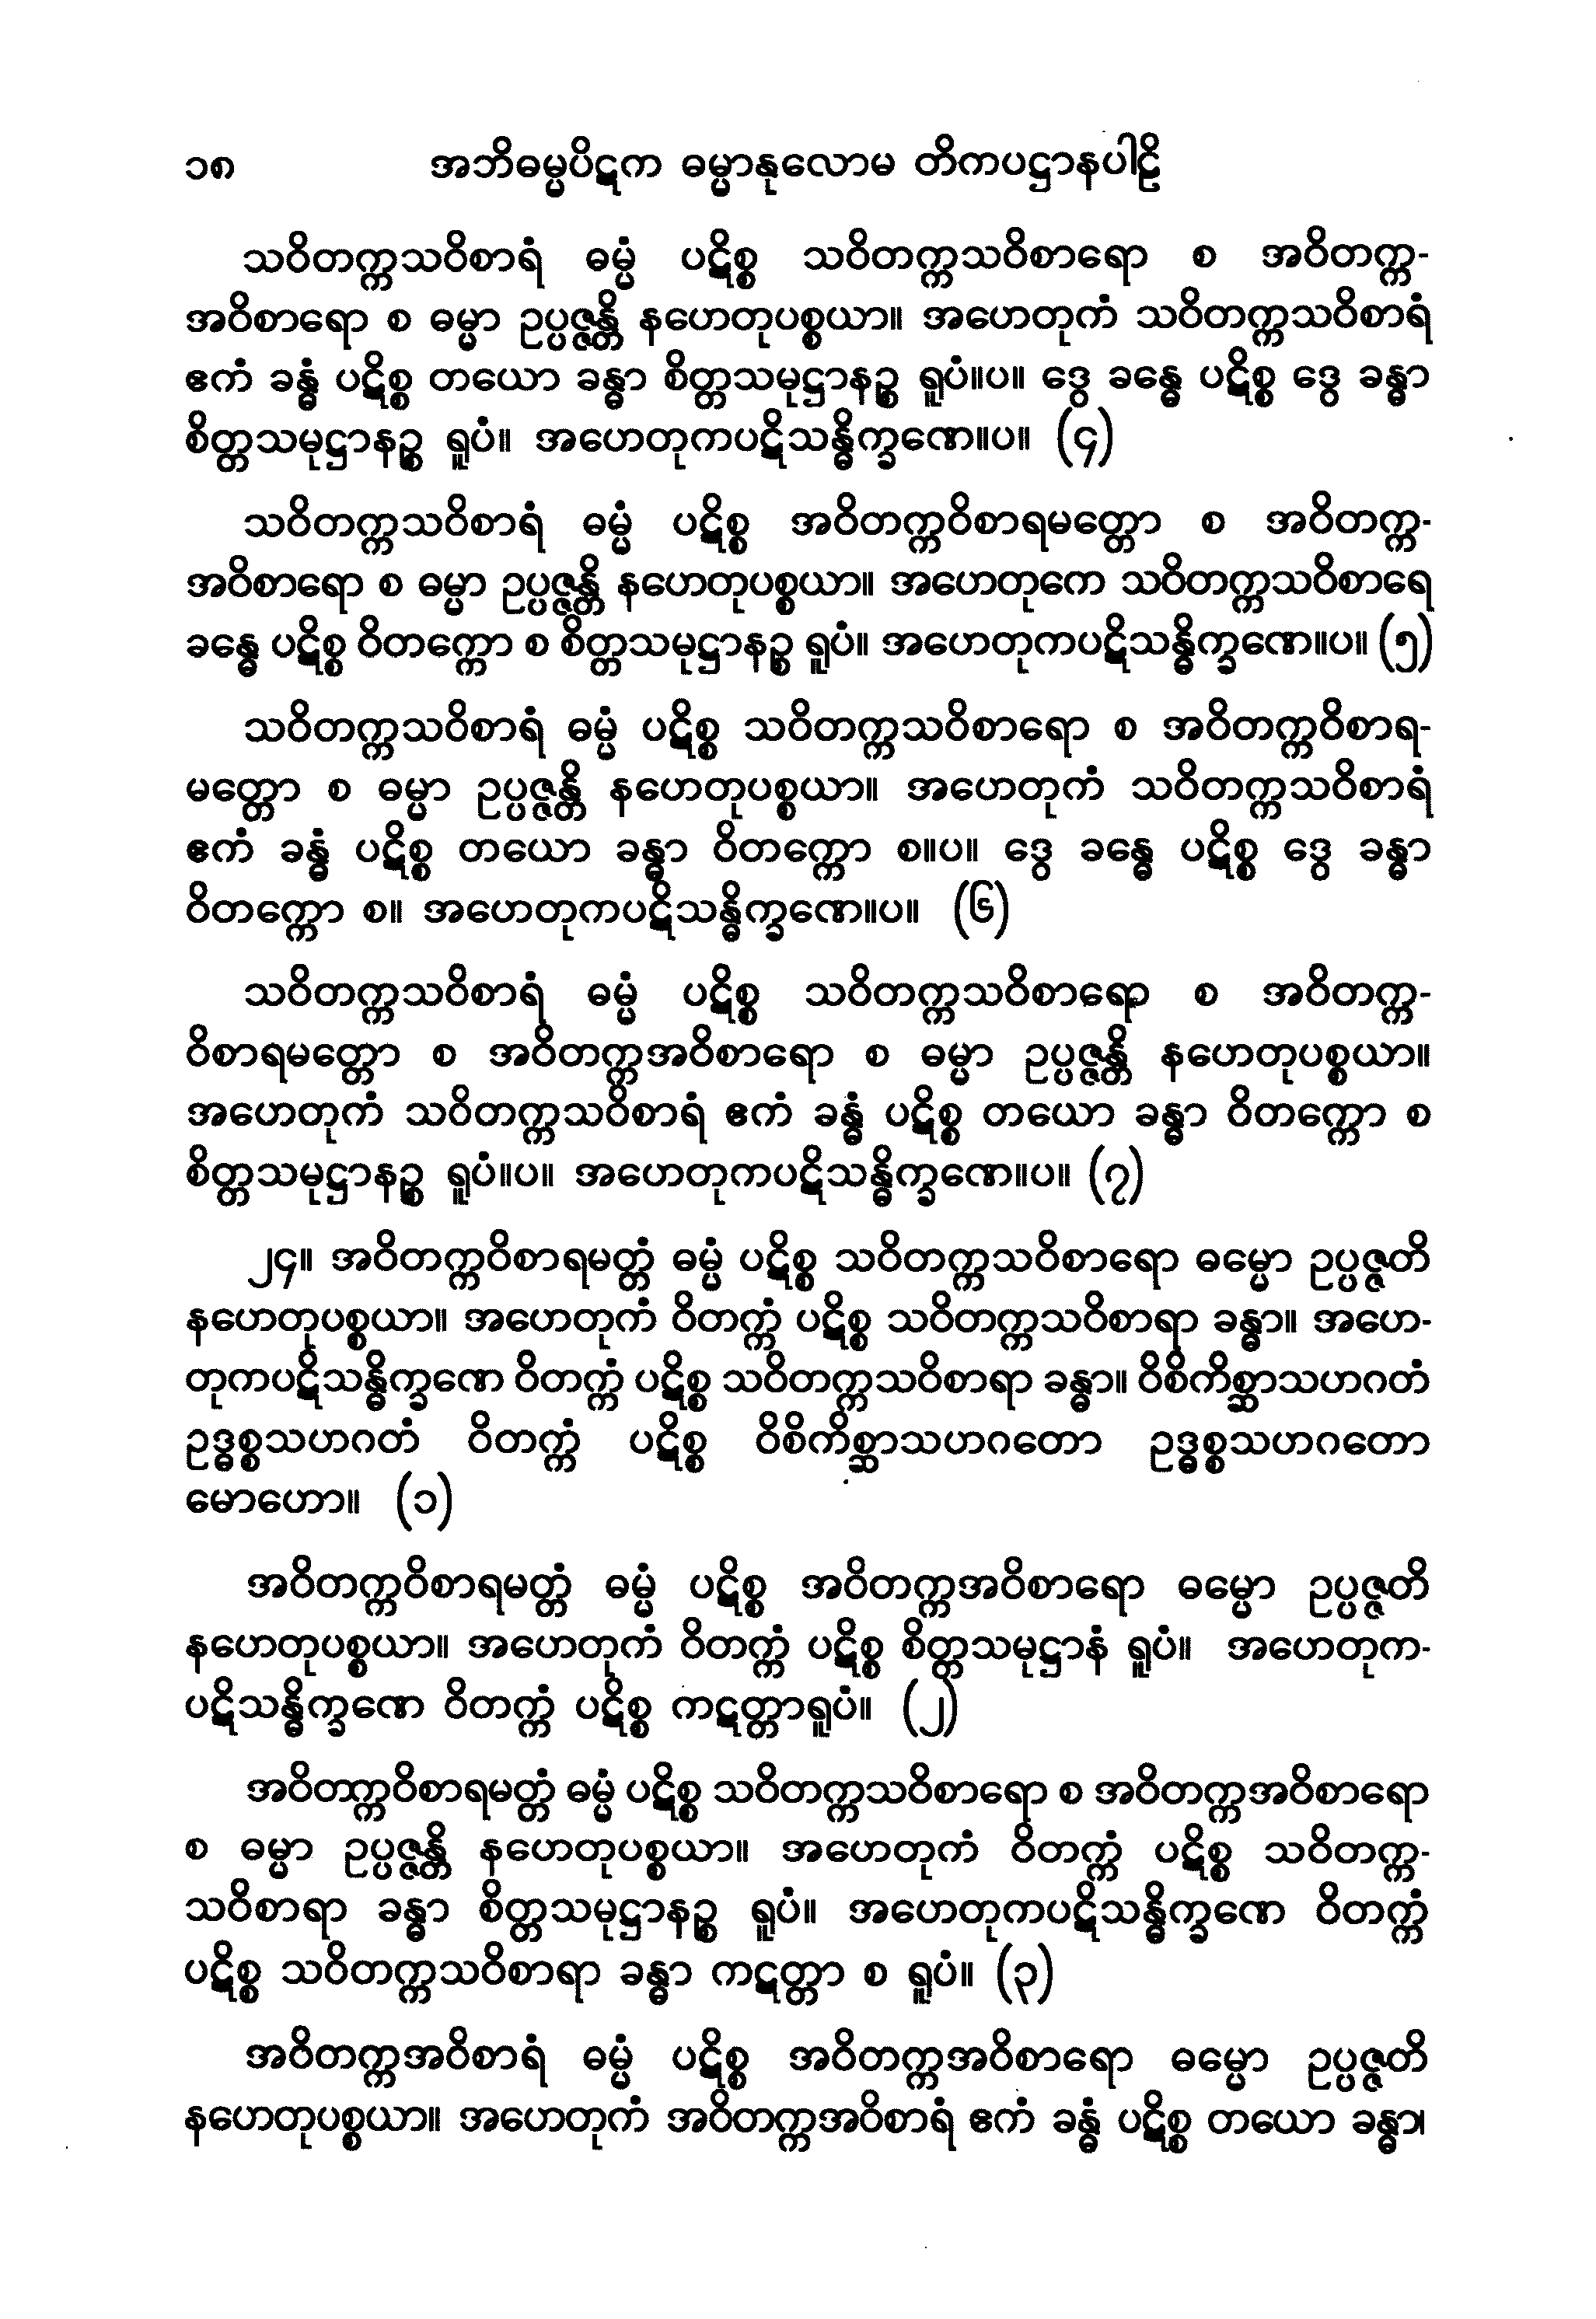 ၁၈ အဘိဓမ္မပိဋက ဓမ္မာနုလောမ တိကပဋ္ဌာနပါဠိ
သဝိတက္ကသဝိစာရံ ဓမ္မံ ပဋိစ္စ သဝိတက္ကသဝိစာရော စ အဝိတက္က-
အဝိစာရော စ ဓမ္မာ ဥပ္ပဇ္ဇန္တိ နဟေတုပစ္စယာ။ အဟေတုကံ သဝိတက္ကသဝိစာရံ
ဧကံ ခန္ဓံ ပဋိစ္စ တယော ခန္ဓာ စိတ္တသမုဋ္ဌာနဉ္စ ရူပံ။ပ။ ဒွေ ခန္ဓေ ပဋိစ္စ ဒွေ ခန္ဓာ
စိတ္တသမုဋ္ဌာနဉ္စ ရူပံ။ အဟေတုကပဋိသန္ဓိက္ခဏေ။ပ။ (၄)
သဝိတက္ကသဝိစာရံ ဓမ္မံ ပဋိစ္စ အဝိတက္ကဝိစာရမတ္တော စ အဝိတက္က-
အဝိစာရော စ ဓမ္မာ ဥပ္ပဇ္ဇန္တိ နဟေတုပစ္စယာ။ အဟေတုကေ သဝိတက္ကသဝိစာရေ
ခန္ဓေ ပဋိစ္စ ဝိတက္ကော စ စိတ္တသမုဋ္ဌာနဉ္စ ရူပံ။ အဟေတုကပဋိသန္ဓိက္ခဏေ။ပ။ (၅)
သဝိတက္ကသဝိစာရံ ဓမ္မံ ပဋိစ္စ သဝိတက္ကသဝိစာရော စ အဝိတက္ကဝိစာရ-
မတ္တော စ ဓမ္မာ ဥပ္ပဇ္ဇန္တိ နဟေတုပစ္စယာ။ အဟေတုကံ သဝိတက္ကသဝိစာရံ
ဧကံ ခန္ဓံ ပဋိစ္စ တယော ခန္ဓာ ဝိတက္ကော စ။ပ။ ဒွေ ခန္ဓေ ပဋိစ္စ ဒွေ ခန္ဓာ
ဝိတက္ကော စ။ အဟေတုကပဋိသန္ဓိက္ခဏေ။ပ။ (၆)
သဝိတက္ကသဝိစာရံ ဓမ္မံ ပဋိစ္စ သဝိတက္ကသဝိစာရော စ အဝိတက္က-
ဝိစာရမတ္တော စ အဝိတက္ကအဝိစာရော စ ဓမ္မာ ဥပ္ပဇ္ဇန္တိ နဟေတုပစ္စယာ။
အဟေတုကံ သဝိတက္ကသဝိစာရံ ဧကံ ခန္ဓံ ပဋိစ္စ တယော ခန္ဓာ ဝိတက္ကော စ
စိတ္တသမုဋ္ဌာနဉ္စ ရူပံ။ပ။ အဟေတုကပဋိသန္ဓိက္ခဏေ။ပ။ (၇)
၂၄။ အဝိတက္ကဝိစာရမတ္တံ ဓမ္မံ ပဋိစ္စ သဝိတက္ကသဝိစာရော ဓမ္မော ဥပ္ပဇ္ဇတိ
နဟေတုပစ္စယာ။ အဟေတုကံ ဝိတက္ကံ ပဋိစ္စ သဝိတက္ကသဝိစာရာ ခန္ဓာ။ အဟေ-
တုကပဋိသန္ဓိက္ခဏေ ဝိတက္ကံ ပဋိစ္စ သဝိတက္ကသဝိစာရာ ခန္ဓာ။ ဝိစိကိစ္ဆာသဟဂတံ
ဥဒ္ဓစ္စသဟဂတံ ဝိတက္ကံ ပဋိစ္စ ဝိစိကိစ္ဆာသဟဂတော ဥဒ္ဓစ္စသဟဂတော
မောဟော။ (၁)
အဝိတက္ကဝိစာရမတ္တံ ဓမ္မံ ပဋိစ္စ အဝိတက္ကအဝိစာရော ဓမ္မော ဥပ္ပဇ္ဇတိ
နဟေတုပစ္စယာ။ အဟေတုကံ ဝိတက္ကံ ပဋိစ္စ စိတ္တသမုဋ္ဌာနံ ရူပံ။ အဟေတုက-
ပဋိသန္ဓိက္ခဏေ ဝိတက္ကံ ပဋိစ္စ ကဋတ္တာရူပံ။ (၂)
အဝိတက္ကဝိစာရမတ္တံ ဓမ္မံ ပဋိစ္စ သဝိတက္ကသဝိစာရော စ အဝိတက္ကအဝိစာရော
စ ဓမ္မာ ဥပ္ပဇ္ဇန္တိ နဟေတုပစ္စယာ။ အဟေတုကံ ဝိတက္ကံ ပဋိစ္စ သဝိတက္က-
သဝိစာရာ ခန္ဓာ စိတ္တသမုဋ္ဌာနဉ္စ ရူပံ။ အဟေတုကပဋိသန္ဓိက္ခဏေ ဝိတက္ကံ
ပဋိစ္စ သဝိတက္ကသဝိစာရာ ခန္ဓာ ကဋတ္တာ စ ရူပံ။ (၃)
အဝိတက္ကအဝိစာရံ ဓမ္မံ ပဋိစ္စ အဝိတက္ကအဝိစာရော ဓမ္မော ဥပ္ပဇ္ဇတိ
နဟေတုပစ္စယာ။ အဟေတုကံ အဝိတက္ကအဝိစာရံ ဧကံ ခန္ဓံ ပဋိစ္စ တယော ခန္ဓာ၊